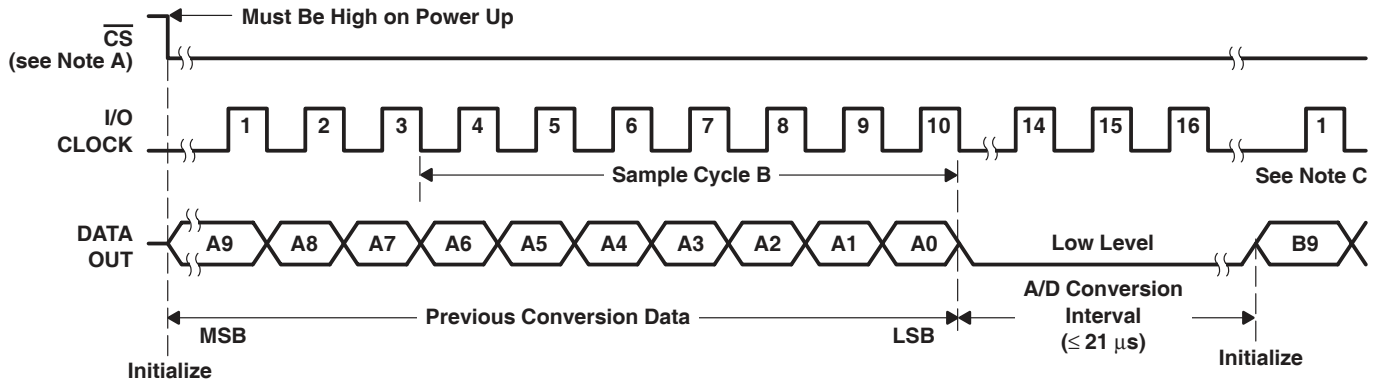 Must Be High on Power Up
CS
(see Note A)
I/O
CLOCK
1 2 3 4 5 6 7 8 9 10 14 15 16 1
Sample Cycle B
See Note C
DATA
OUT
A9 A8 A7 A6 A5 A4 A3 A2 A1 A0 Low Level B9
A/D Conversion
Interval
(≤ 21 μs)
Previous Conversion Data
MSB LSB
Initialize Initialize